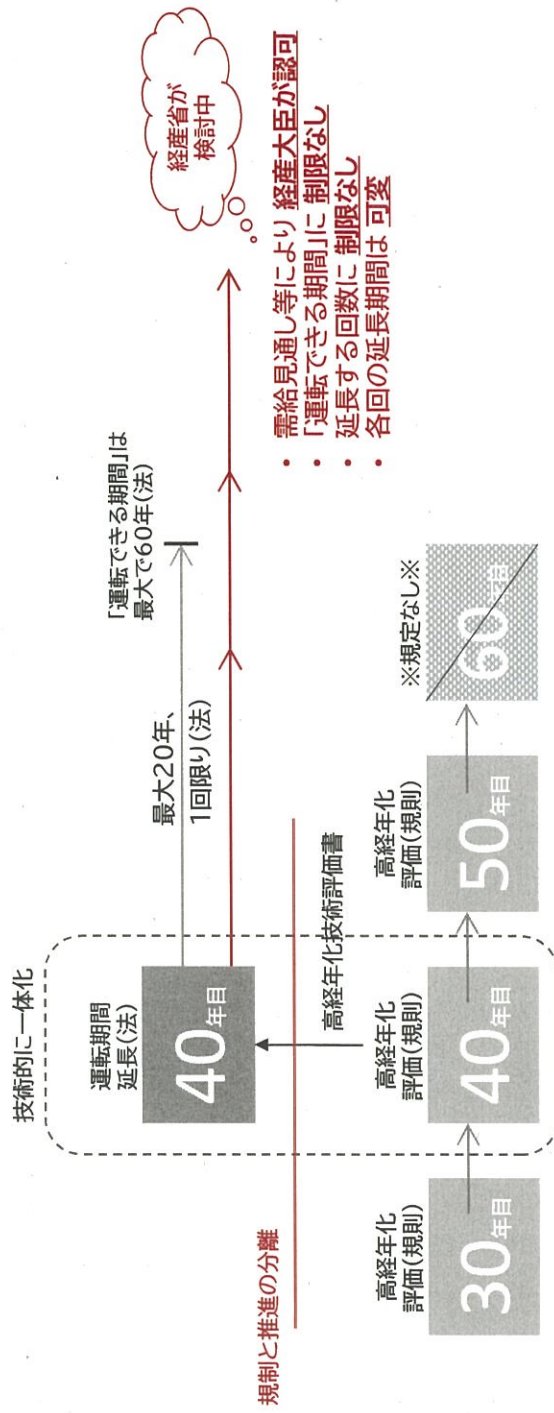 技術的に一体化
運転期間
延長(法)
40年目
最大20年、
1回限り(法)
「運転できる期間」は
最大で60年(法)
経産省が
検討中
・ 需給見通し等により 経産大臣が認可
・ 「運転できる期間」に 制限なし
・ 延長する回数に 制限なし
・ 各回の延長期間は 可変
規制と推進の分離
高経年化技術評価書
高経年化
評価(規則)
30年目
高経年化
評価(規則)
40年目
高経年化
評価(規則)
50年目
※規定なし※
60年目